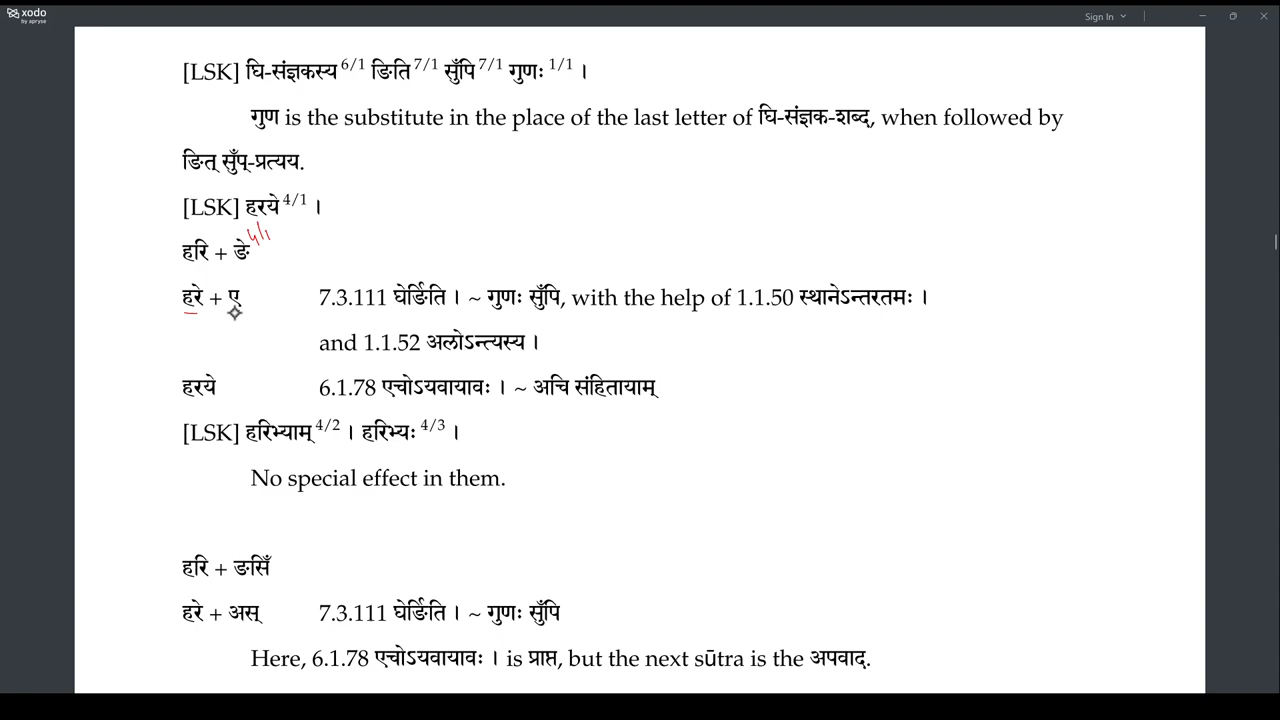 xodo
by apryse
Sign In
[LSK] घि-संज्ञकस्य 6/1 ङिति 7/1 सुँपि 7/1 गुणः 1/1 ।
गुण is the substitute in the place of the last letter of घि-संज्ञक-शब्द, when followed by
ङित् सुँप्-प्रत्यय.
[LSK] हरये 4/1 ।
4/1
हरि + ङे
हरे + ए 7.3.111 घेर्ङिति । ~ गुणः सुँपि, with the help of 1.1.50 स्थानेऽन्तरतमः ।
and 1.1.52 अलोऽन्त्यस्य ।
हरये 6.1.78 एचोऽयवायावः । ~ अचि संहितायाम्
[LSK] हरिभ्याम् 4/2 । हरिभ्यः 4/3 ।
No special effect in them.
हरि + ङसिँ
हरे + अस् 7.3.111 घेर्ङिति । ~ गुणः सुँपि
Here, 6.1.78 एचोऽयवायावः । is प्राप्त, but the next sūtra is the अपवाद.